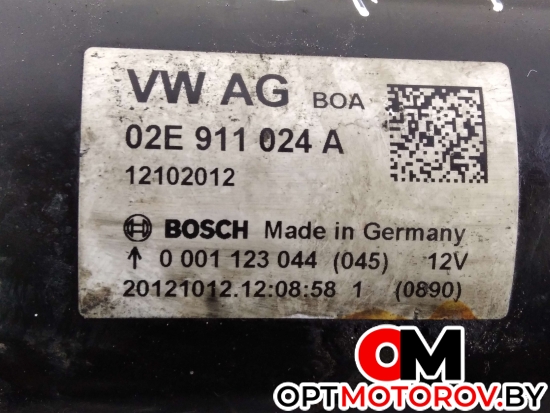 VW AG BOA
02E 911 024 A
12102012
BOSCH Made in Germany
↑ 0 001 123 044 (045) 12V
20121012.12:08:58 1 (0890)
OM
OPTMOTOROV.BY